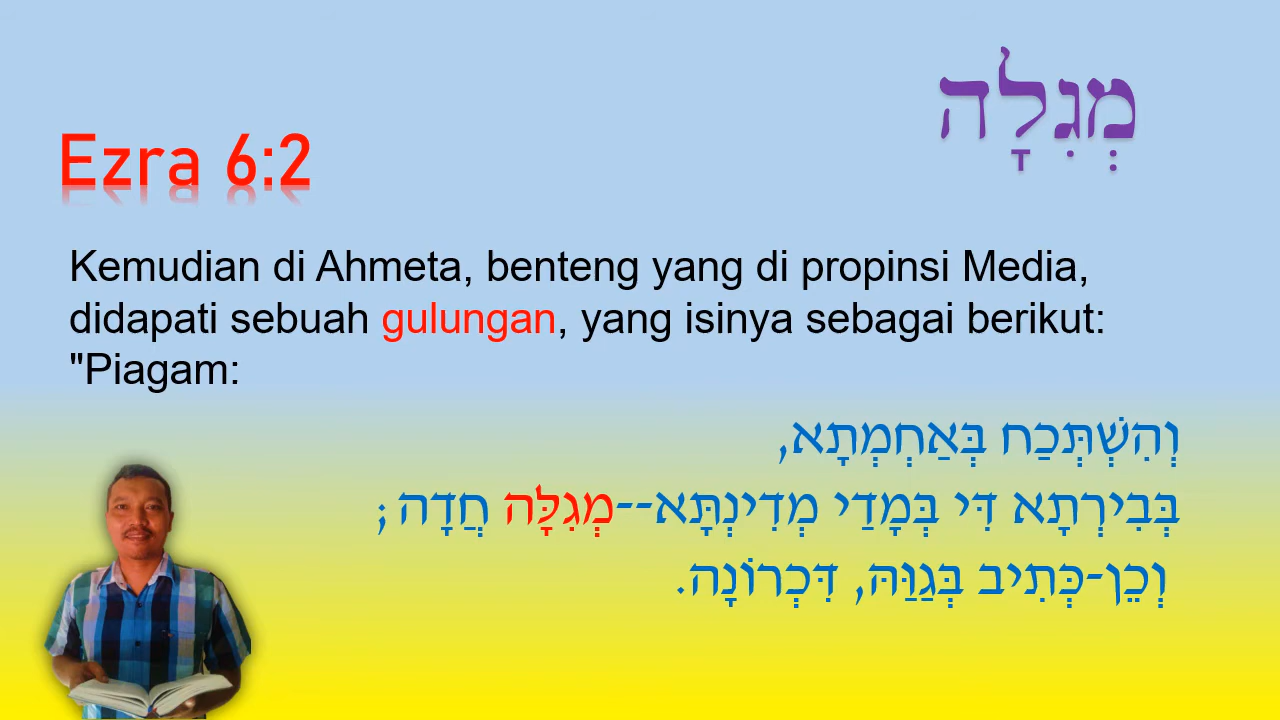 מְגִלָה
Ezra 6:2
Kemudian di Ahmeta, benteng yang di propinsi Media,
didapati sebuah gulungan, yang isinya sebagai berikut:
"Piagam:
וְהִשְׁתְּכַח בְּאַחְמְתָא,
בְּבִירְתָא דִּי בְּמָדַי מְדִינְתָּא--מְגִלָּה חֲדָה;
וְכֵן-כְּתִיב בְּגַוַּהּ, דִּכְרוֹנָה.